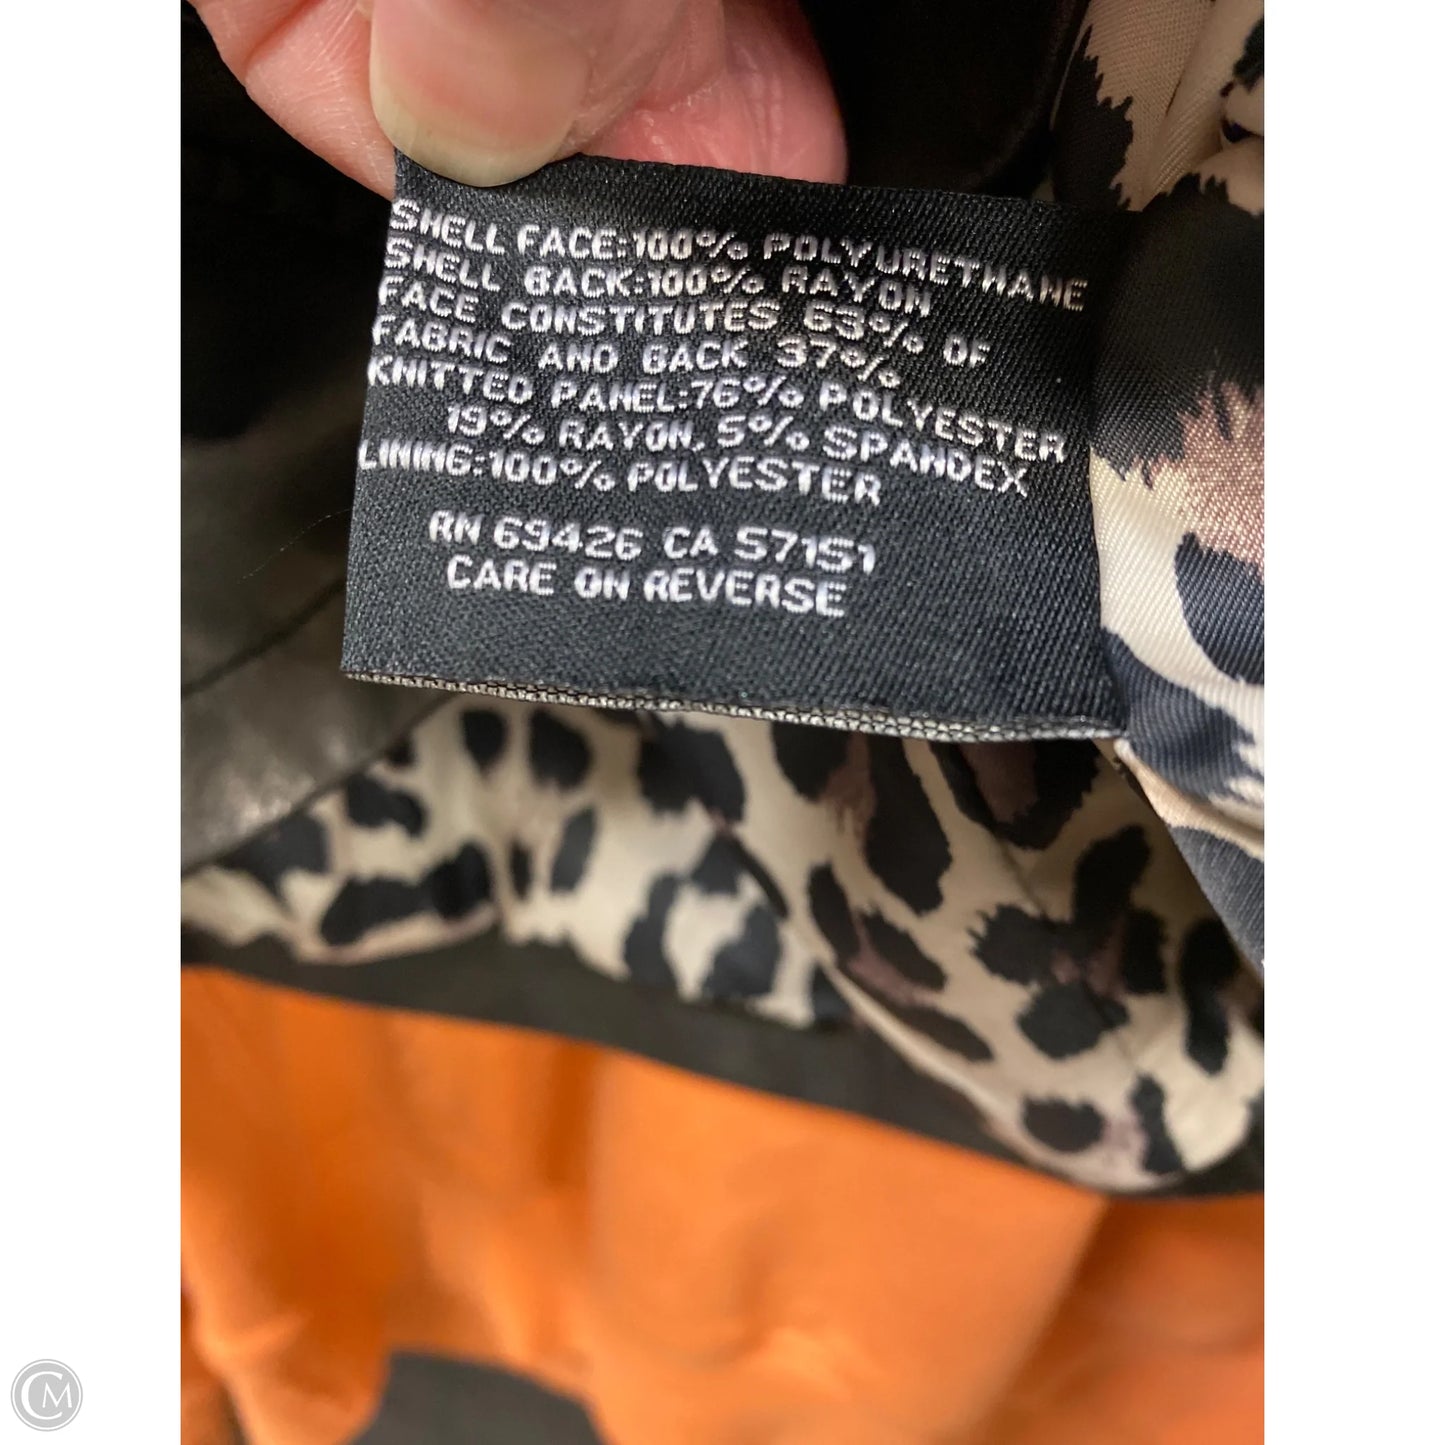 SHELL FACE:100% POLYURETHANE
SHELL BACK:100% RAYON
FACE CONSTITUTES 63% OF
FABRIC AND BACK 37%
KNITTED PANEL:76% POLYESTER
19% RAYON, 5% SPANDEX
LINING:100% POLYESTER
RN 69426 CA 57151
CARE ON REVERSE
CM